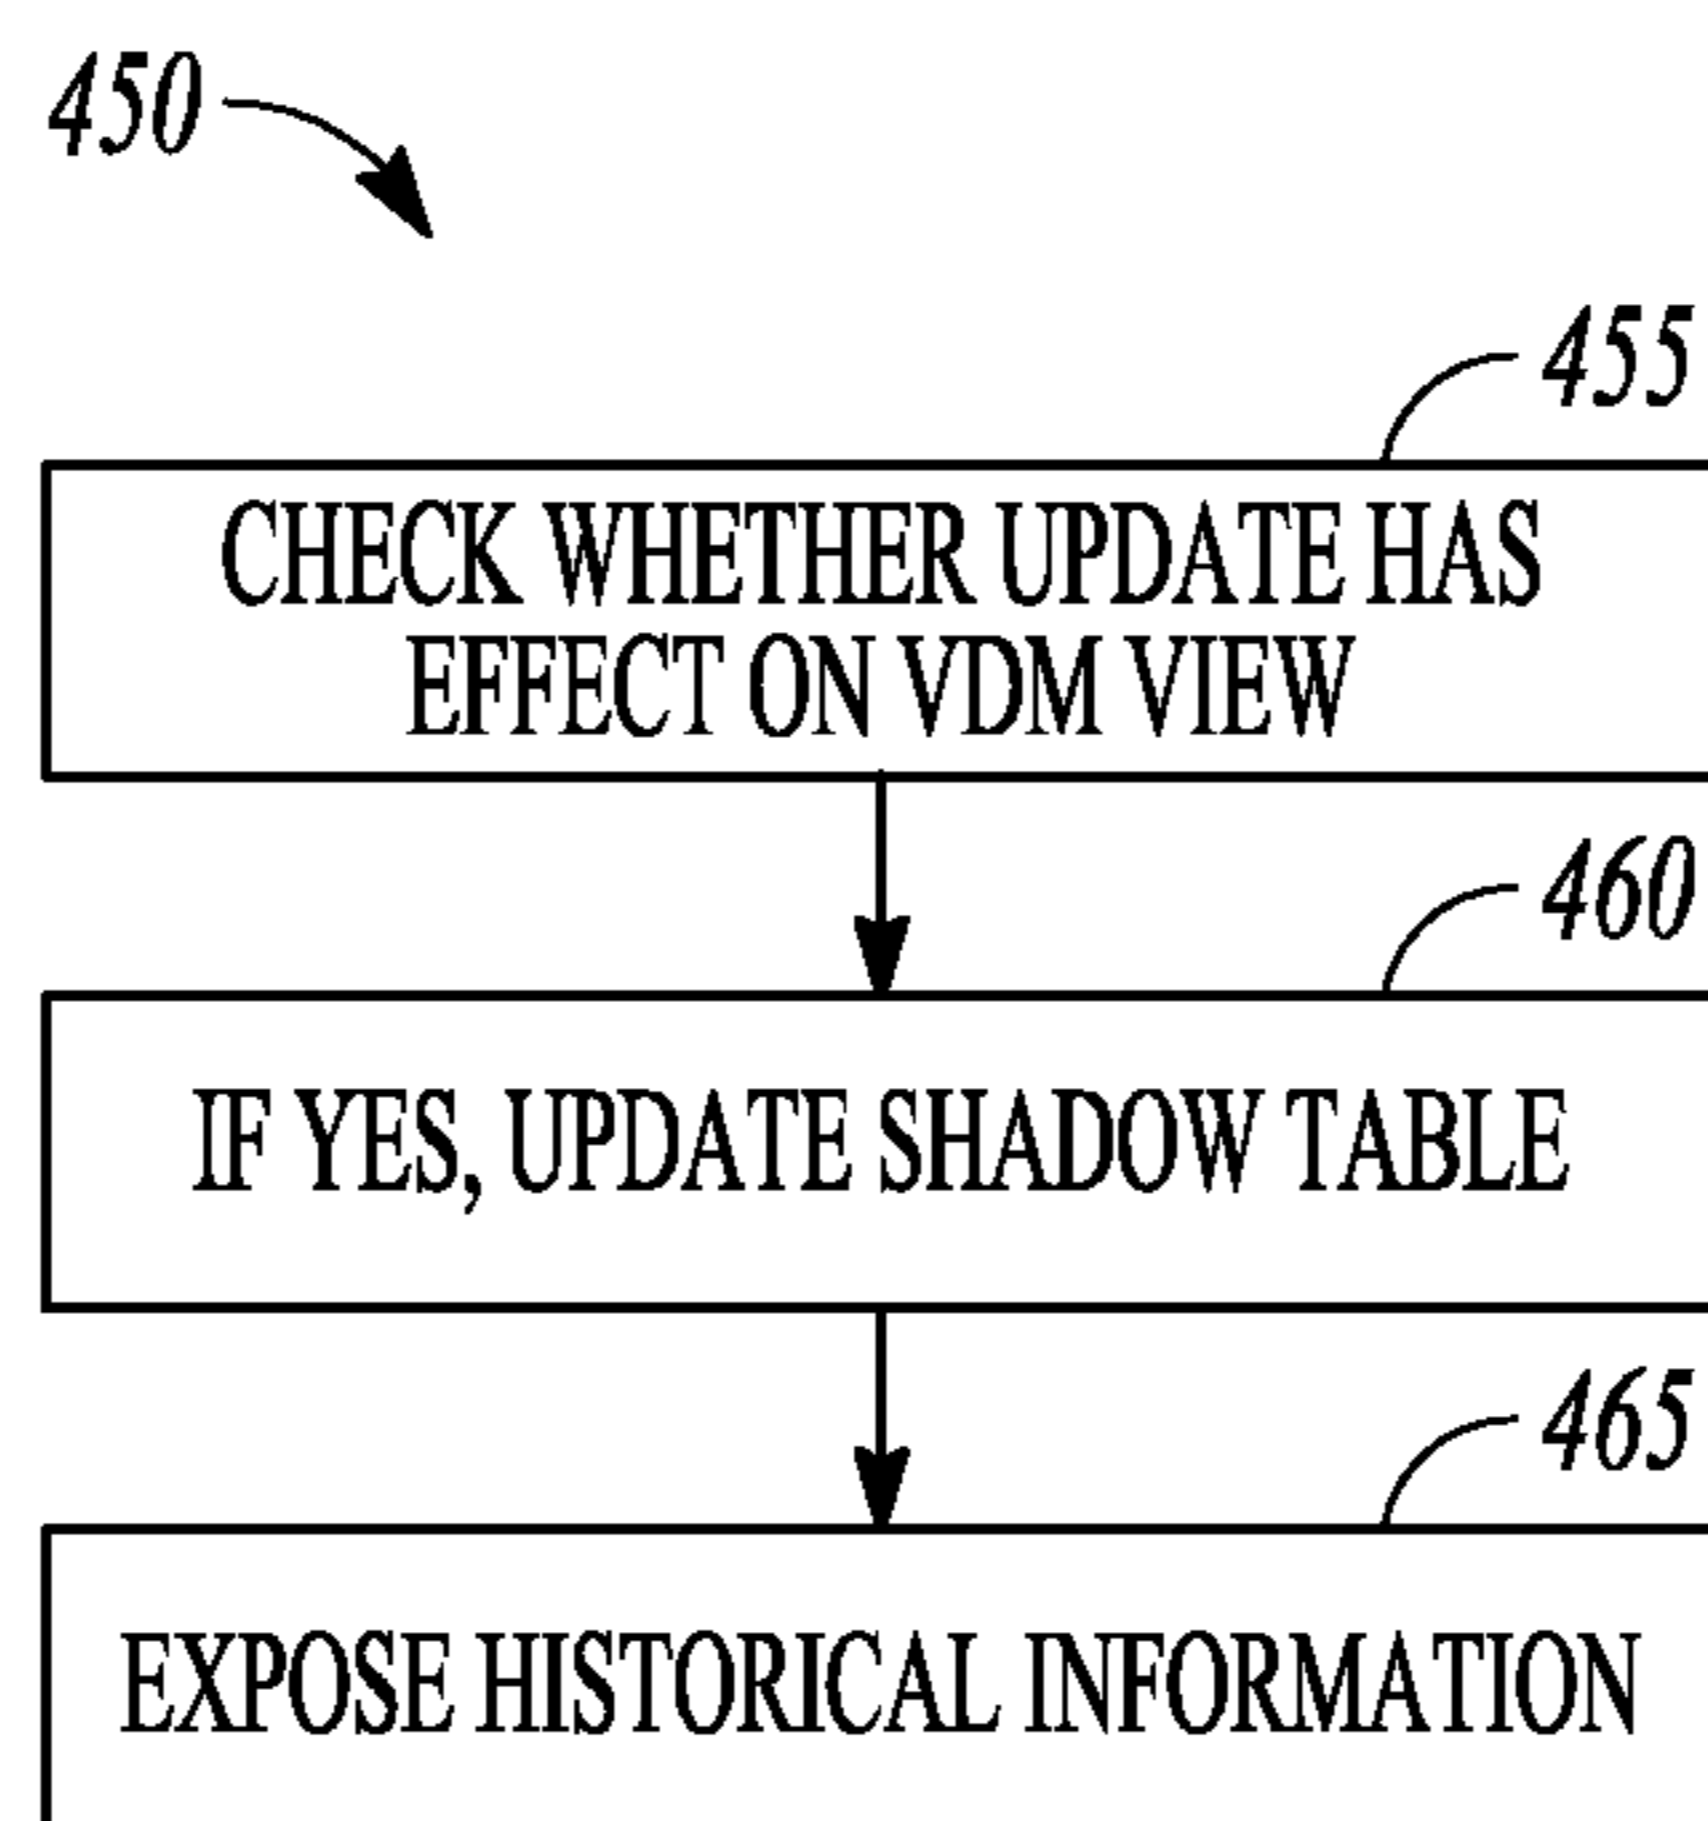 450
455
CHECK WHETHER UPDATE HAS
EFFECT ON VDM VIEW
460
IF YES, UPDATE SHADOW TABLE
465
EXPOSE HISTORICAL INFORMATION